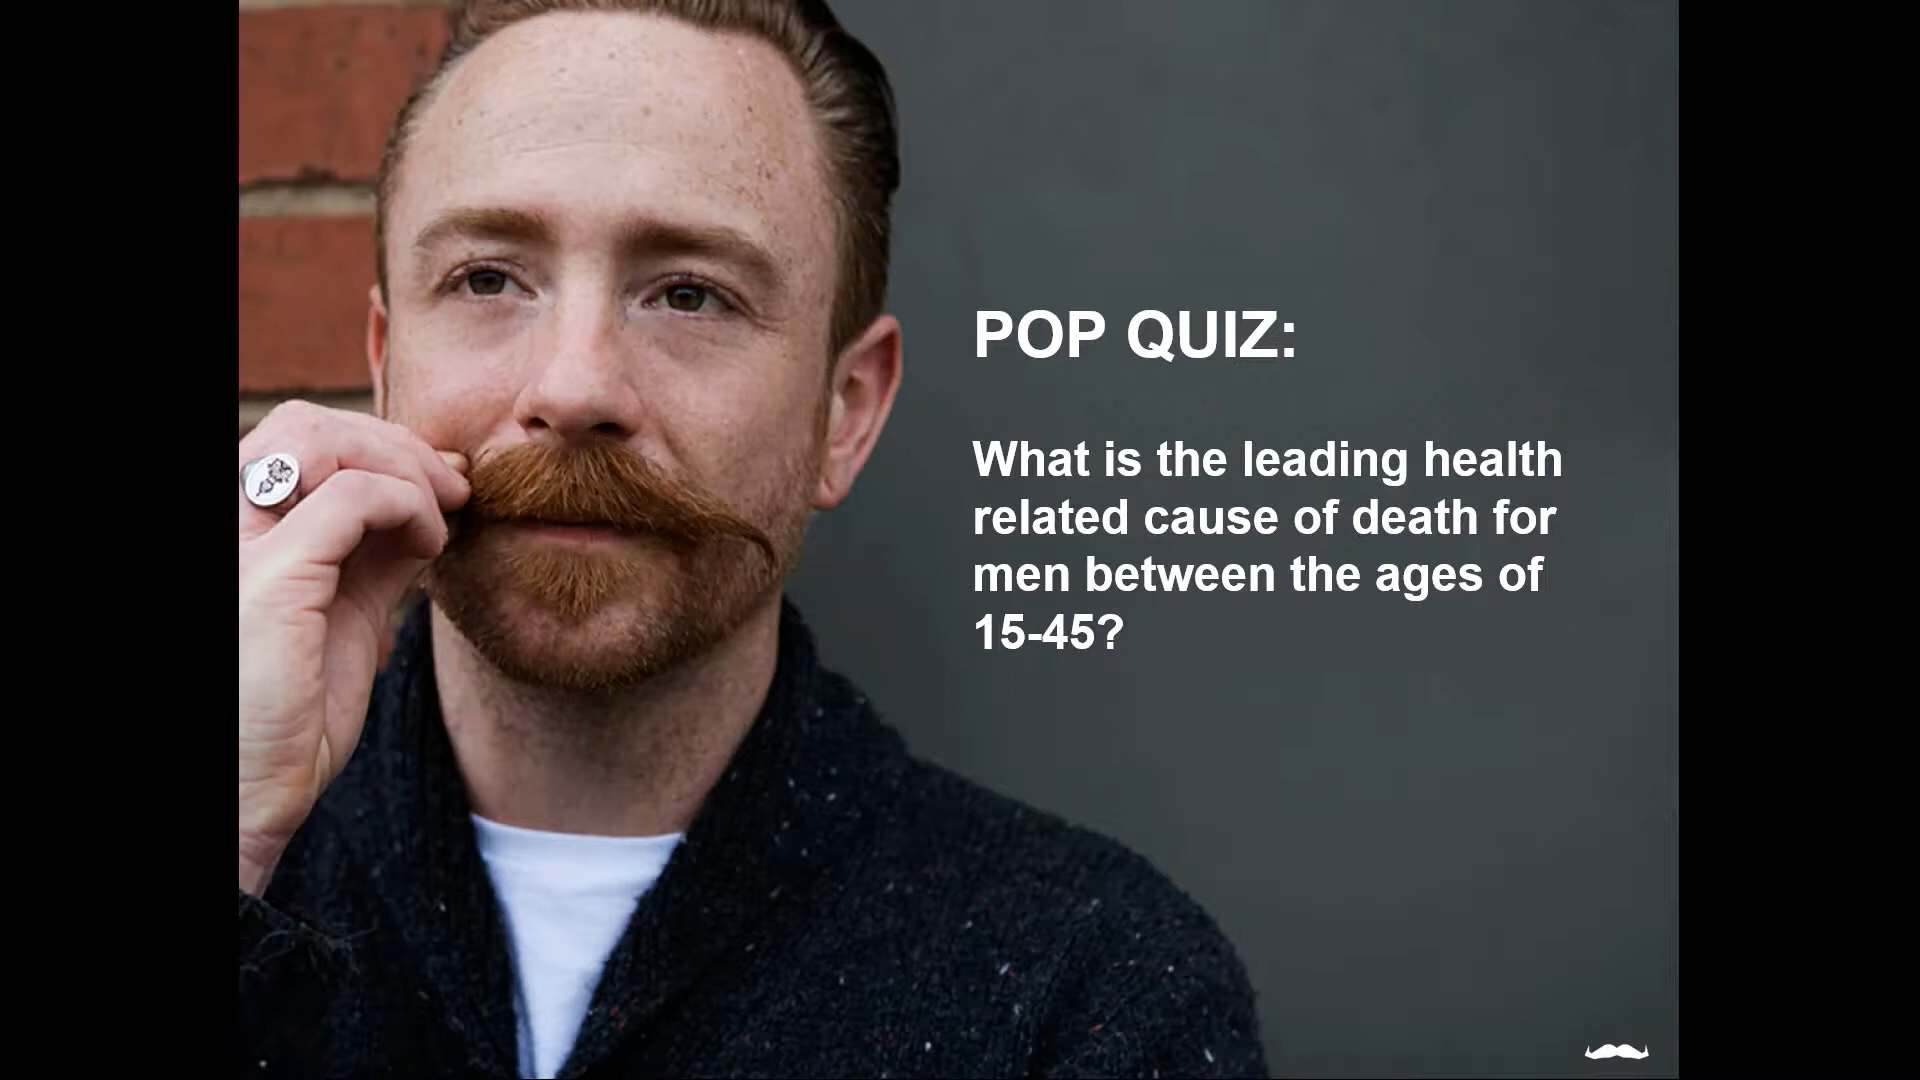 POP QUIZ:
What is the leading health
related cause of death for
men between the ages of
15-45?